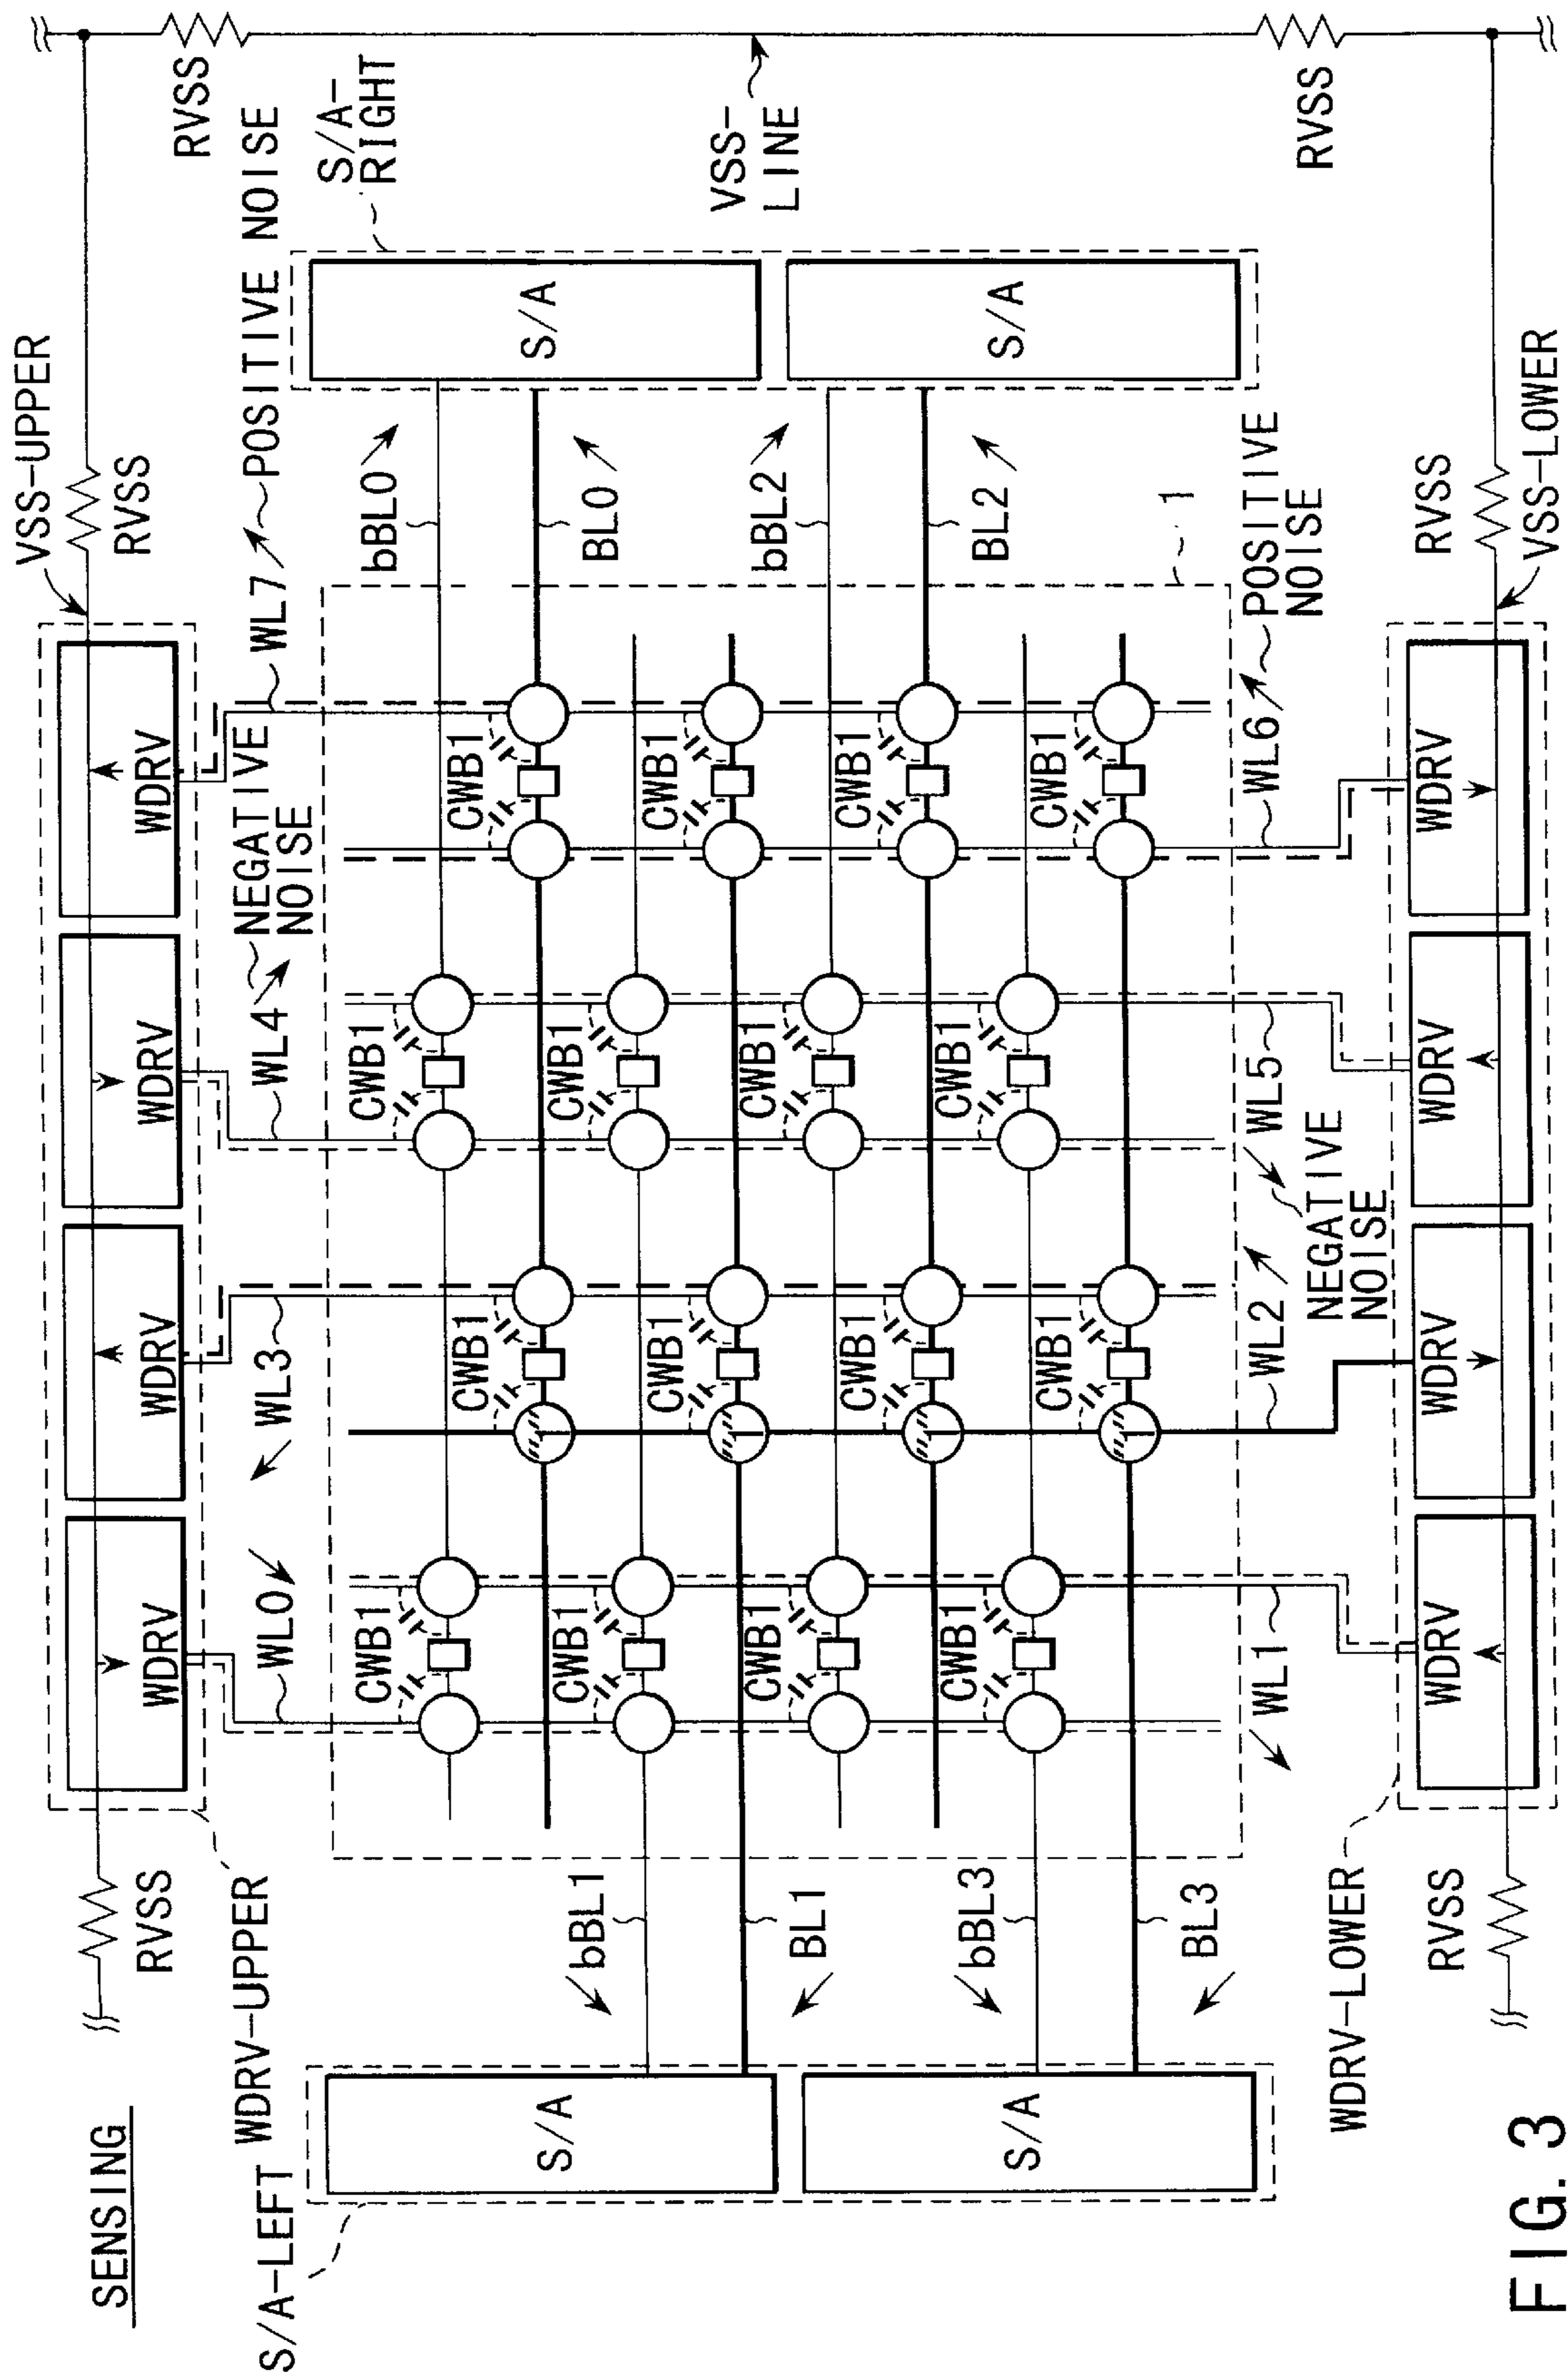 SENSING
S/A-LEFT
WDRV-UPPER
RVSS
VSS-UPPER
RVSS
RVSS
WDRV
WDRV
WDRV
WDRV
WL0
WL3
WL4
NEGATIVE
NOISE
WL7
POSITIVE NOISE
S/A-
RIGHT
bBL0
BL0
S/A
CWB1
CWB1
CWB1
CWB1
bBL1
BL1
S/A
CWB1
CWB1
CWB1
CWB1
VSS-
LINE
bBL2
BL2
S/A
CWB1
CWB1
CWB1
CWB1
bBL3
BL3
S/A
CWB1
CWB1
CWB1
CWB1
1
WL1
WL2
NEGATIVE
NOISE
WL5
WL6
POSITIVE
NOISE
WDRV-LOWER
WDRV
WDRV
WDRV
WDRV
RVSS
RVSS
VSS-LOWER
RVSS
FIG. 3